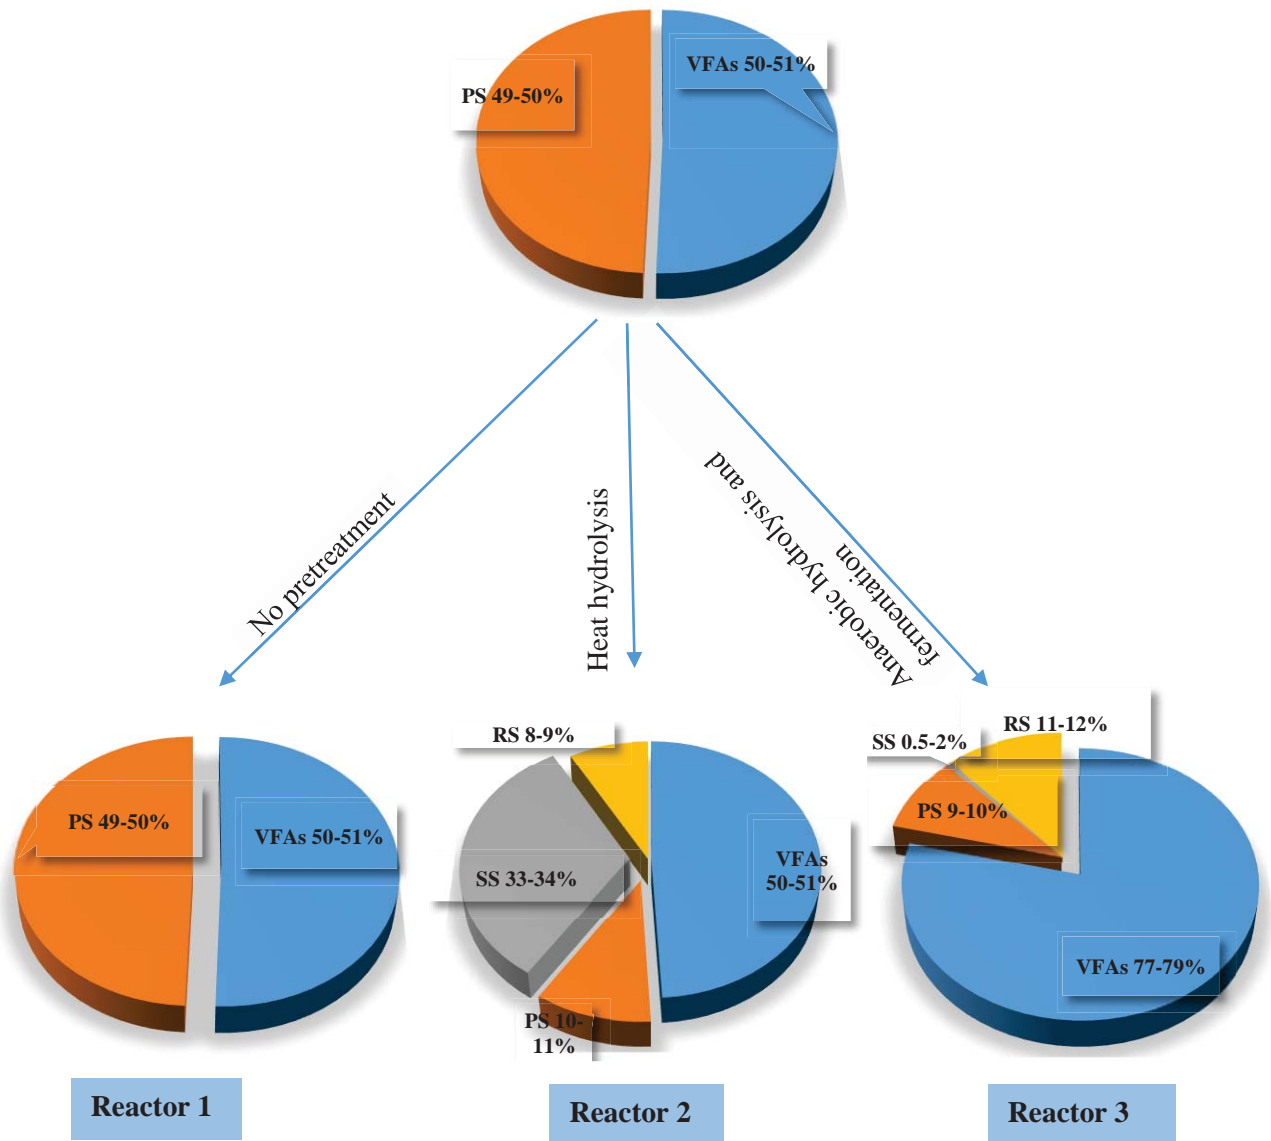 PS 49-50%
VFAs 50-51%
No pretreatment
Heat hydrolysis
Anaerobic hydrolysis and
fermentation
PS 49-50%
VFAs 50-51%
RS 8-9%
SS 33-34%
VFAs
50-51%
PS 10-
11%
RS 11-12%
SS 0.5-2%
PS 9-10%
VFAs 77-79%
Reactor 1
Reactor 2
Reactor 3